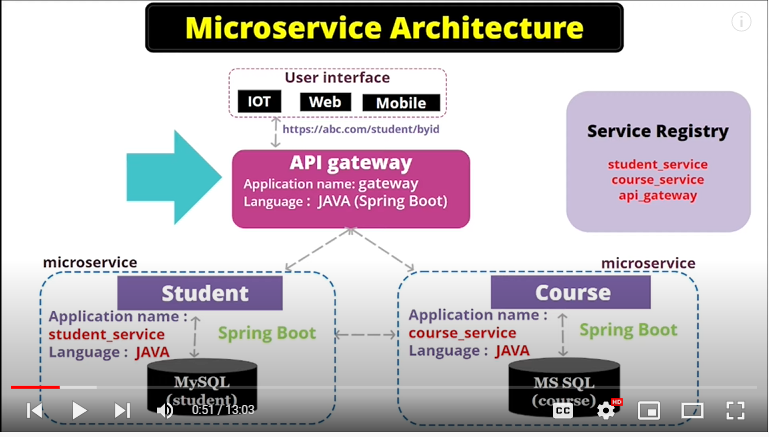 Microservice Architecture
User interface
IOT
Web
Mobile
https://abc.com/student/byid
API gateway
Application name: gateway
Language : JAVA (Spring Boot)
Service Registry
student_service
course_service
api_gateway
microservice
Student
Application name :
student_service
Language : JAVA
Spring Boot
MySQL
(student)
microservice
Course
Application name :
course_service
Language : JAVA
Spring Boot
MS SQL
(course)
0:51 / 13:03
CC
HD